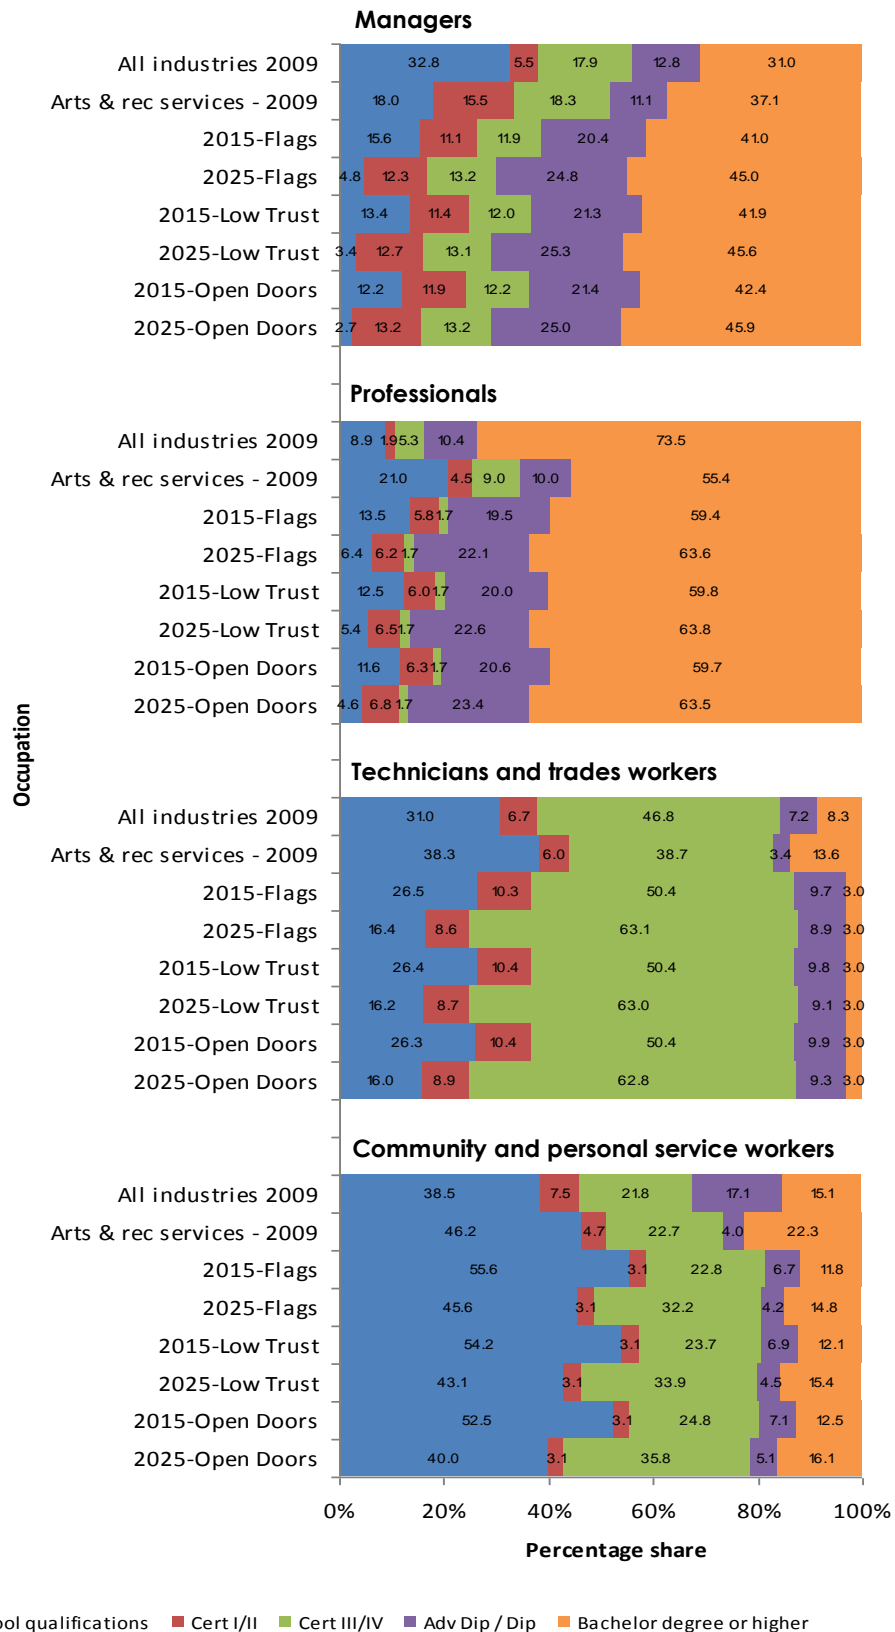 Managers
All industries 2009 32.8 5.5 17.9 12.8 31.0
Arts & rec services - 2009 18.0 15.5 18.3 11.1 37.1
2015-Flags 15.6 11.1 11.9 20.4 41.0
2025-Flags 4.8 12.3 13.2 24.8 45.0
2015-Low Trust 13.4 11.4 12.0 21.3 41.9
2025-Low Trust 3.4 12.7 13.1 25.3 45.6
2015-Open Doors 12.2 11.9 12.2 21.4 42.4
2025-Open Doors 2.7 13.2 13.2 25.0 45.9
Professionals
All industries 2009 8.9 1.9 5.3 10.4 73.5
Arts & rec services - 2009 21.0 4.5 9.0 10.0 55.4
2015-Flags 13.5 5.8 1.7 19.5 59.4
2025-Flags 6.4 6.2 1.7 22.1 63.6
2015-Low Trust 12.5 6.0 1.7 20.0 59.8
2025-Low Trust 5.4 6.5 1.7 22.6 63.8
2015-Open Doors 11.6 6.3 1.7 20.6 59.7
2025-Open Doors 4.6 6.8 1.7 23.4 63.5
Occupation
Technicians and trades workers
All industries 2009 31.0 6.7 46.8 7.2 8.3
Arts & rec services - 2009 38.3 6.0 38.7 3.4 13.6
2015-Flags 26.5 10.3 50.4 9.7 3.0
2025-Flags 16.4 8.6 63.1 8.9 3.0
2015-Low Trust 26.4 10.4 50.4 9.8 3.0
2025-Low Trust 16.2 8.7 63.0 9.1 3.0
2015-Open Doors 26.3 10.4 50.4 9.9 3.0
2025-Open Doors 16.0 8.9 62.8 9.3 3.0
Community and personal service workers
All industries 2009 38.5 7.5 21.8 17.1 15.1
Arts & rec services - 2009 46.2 4.7 22.7 4.0 22.3
2015-Flags 55.6 3.1 22.8 6.7 11.8
2025-Flags 45.6 3.1 32.2 4.2 14.8
2015-Low Trust 54.2 3.1 23.7 6.9 12.1
2025-Low Trust 43.1 3.1 33.9 4.5 15.4
2015-Open Doors 52.5 3.1 24.8 7.1 12.5
2025-Open Doors 40.0 3.1 35.8 5.1 16.1
0% 20% 40% 60% 80% 100%
Percentage share
ool qualifications Cert I/II Cert III/IV Adv Dip / Dip Bachelor degree or higher